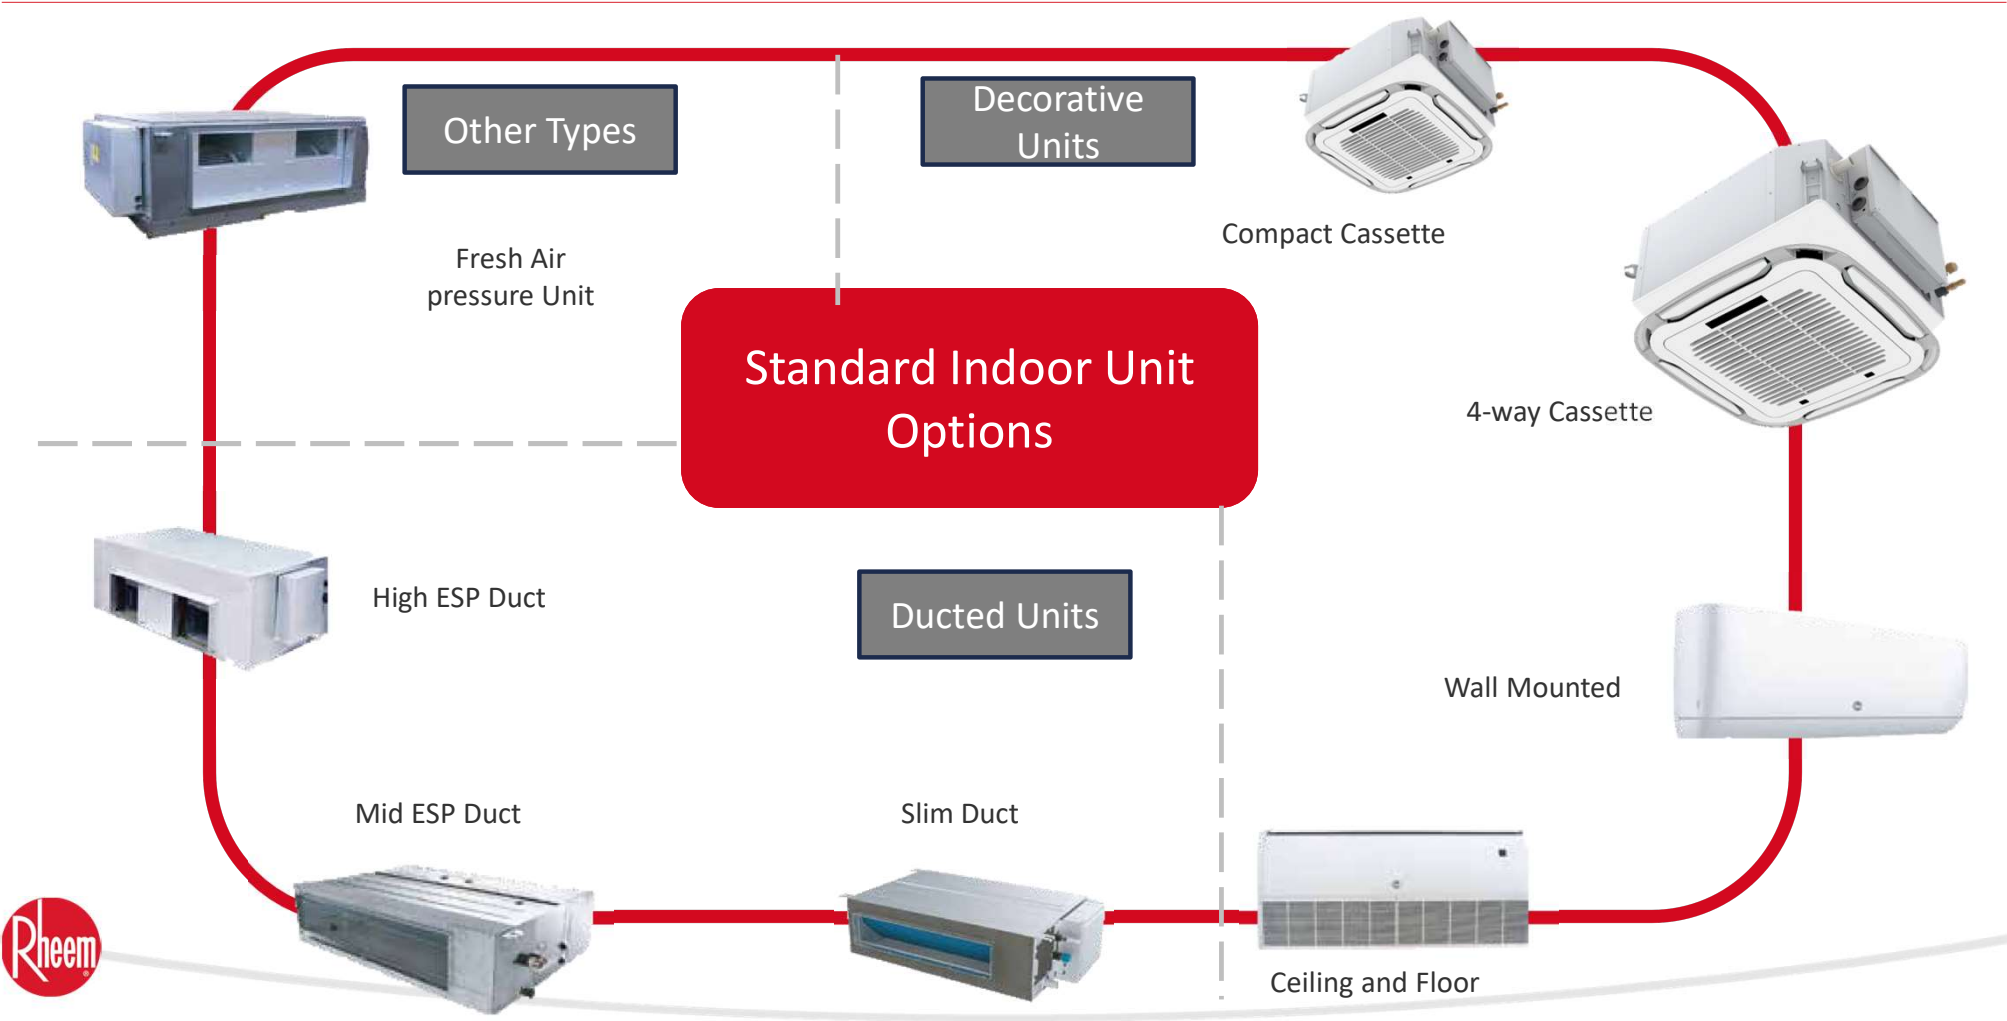 Other Types
Decorative
Units
Compact Cassette
Fresh Air
pressure Unit
Standard Indoor Unit
Options
4-way Cassette
High ESP Duct
Ducted Units
Wall Mounted
Mid ESP Duct
Slim Duct
Rheem
Ceiling and Floor